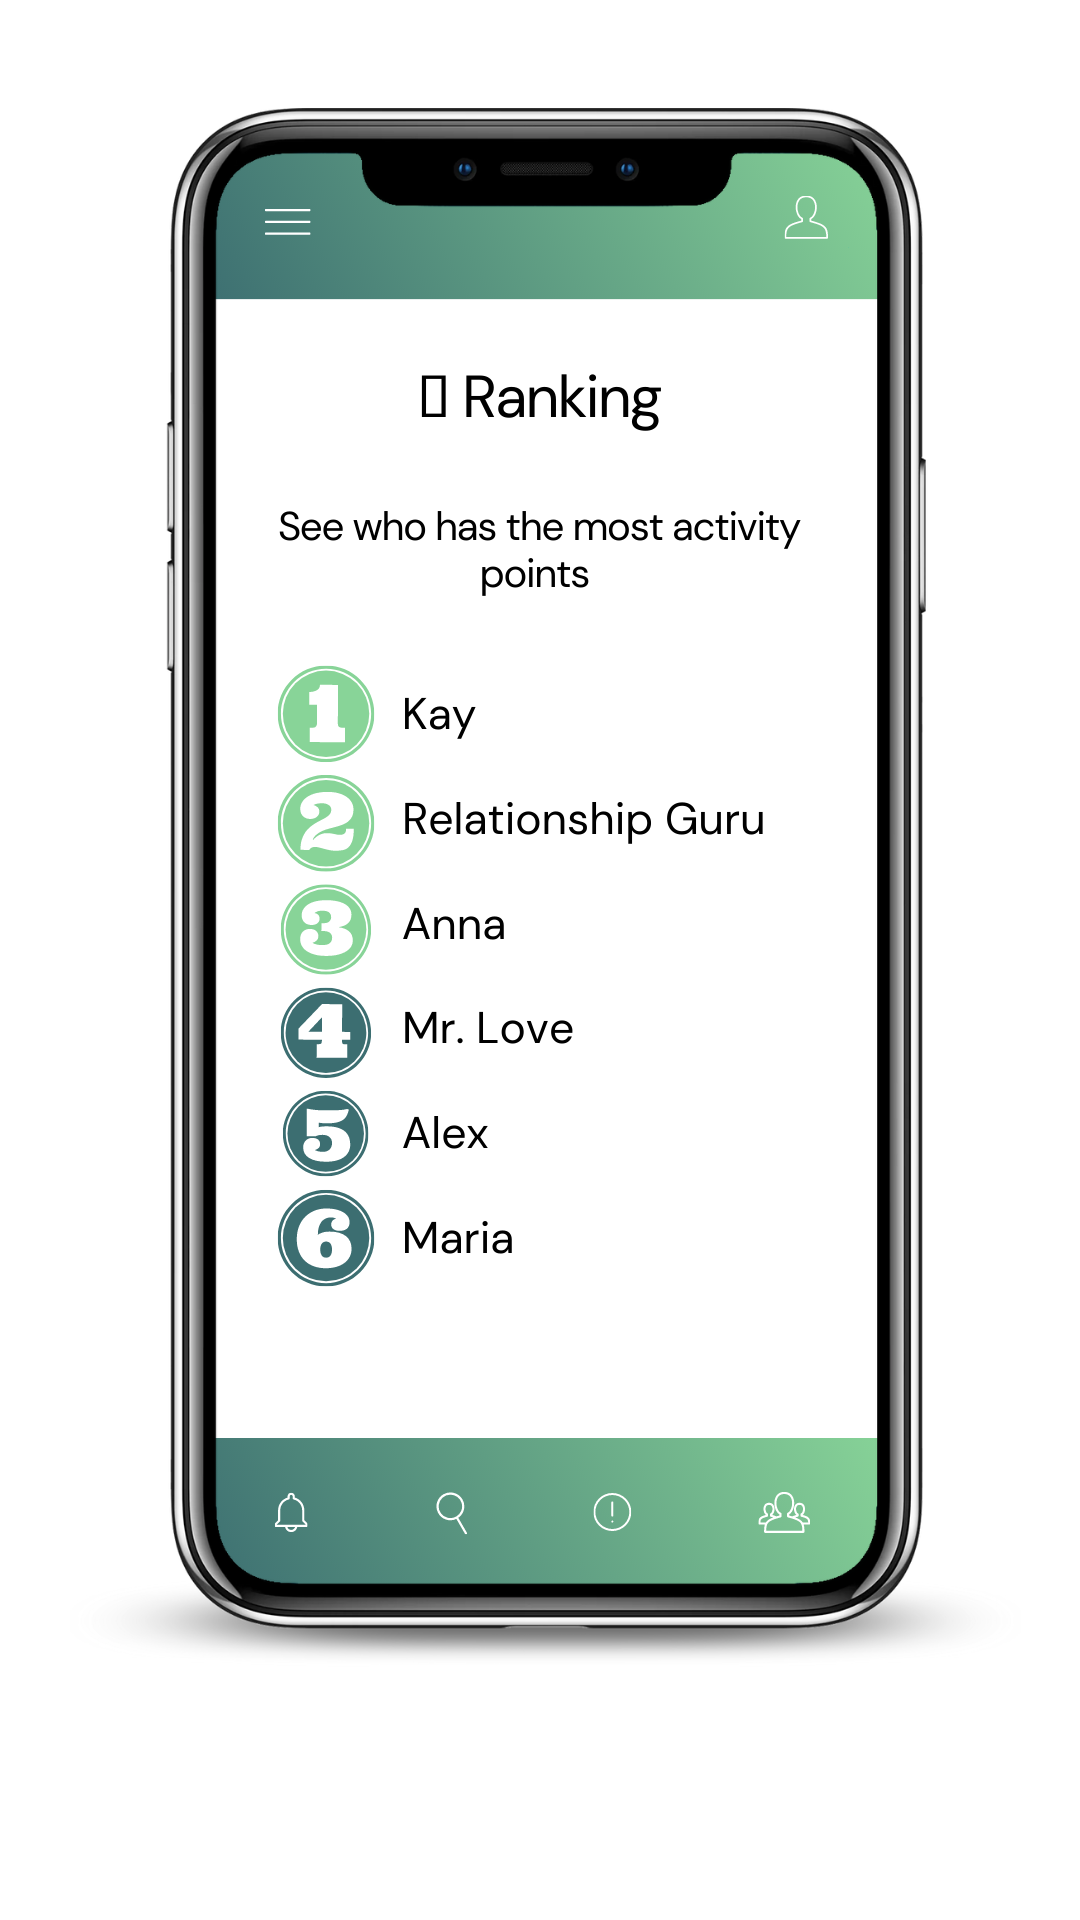 ▯ Ranking
See who has the most activity
points
1 Kay
2 Relationship Guru
3 Anna
4 Mr. Love
5 Alex
6 Maria